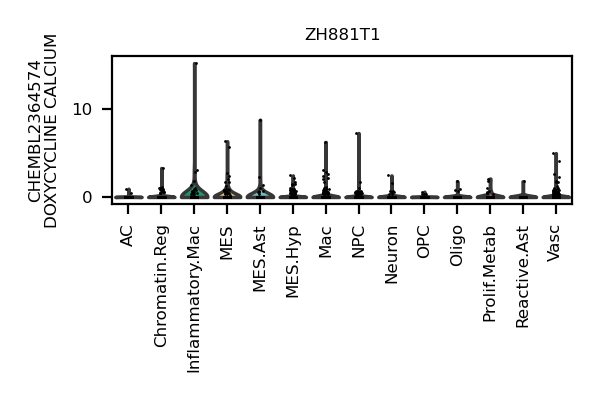 ZH881T1
CHEMBL2364574
DOXYCYCLINE CALCIUM
10
0
AC
Chromatin.Reg
Inflammatory.Mac
MES
MES.Ast
MES.Hyp
Mac
NPC
Neuron
OPC
Oligo
Prolif.Metab
Reactive.Ast
Vasc